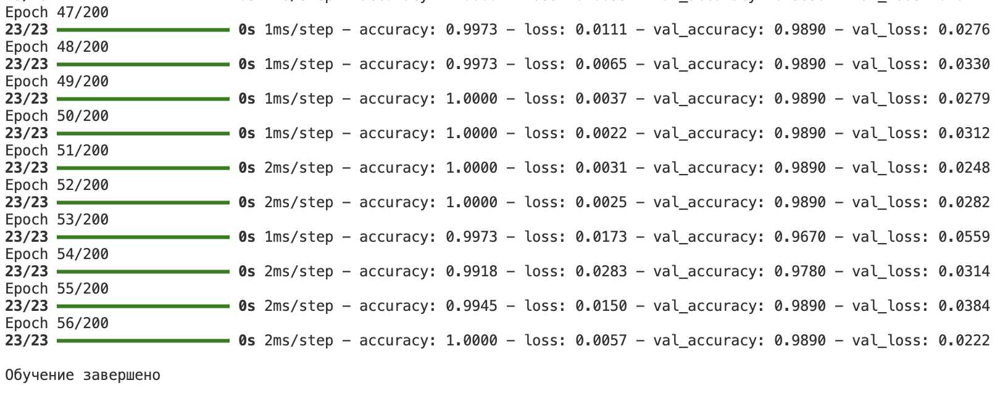 Epoch 47/200
23/23 0s 1ms/step - accuracy: 0.9973 - loss: 0.0111 - val_accuracy: 0.9890 - val_loss: 0.0276
Epoch 48/200
23/23 0s 1ms/step - accuracy: 0.9973 - loss: 0.0065 - val_accuracy: 0.9890 - val_loss: 0.0330
Epoch 49/200
23/23 0s 1ms/step - accuracy: 1.0000 - loss: 0.0037 - val_accuracy: 0.9890 - val_loss: 0.0279
Epoch 50/200
23/23 0s 1ms/step - accuracy: 1.0000 - loss: 0.0022 - val_accuracy: 0.9890 - val_loss: 0.0312
Epoch 51/200
23/23 0s 2ms/step - accuracy: 1.0000 - loss: 0.0031 - val_accuracy: 0.9890 - val_loss: 0.0248
Epoch 52/200
23/23 0s 2ms/step - accuracy: 1.0000 - loss: 0.0025 - val_accuracy: 0.9890 - val_loss: 0.0282
Epoch 53/200
23/23 0s 1ms/step - accuracy: 0.9973 - loss: 0.0173 - val_accuracy: 0.9670 - val_loss: 0.0559
Epoch 54/200
23/23 0s 2ms/step - accuracy: 0.9918 - loss: 0.0283 - val_accuracy: 0.9780 - val_loss: 0.0314
Epoch 55/200
23/23 0s 2ms/step - accuracy: 0.9945 - loss: 0.0150 - val_accuracy: 0.9890 - val_loss: 0.0384
Epoch 56/200
23/23 0s 2ms/step - accuracy: 1.0000 - loss: 0.0057 - val_accuracy: 0.9890 - val_loss: 0.0222
Обучение завершено